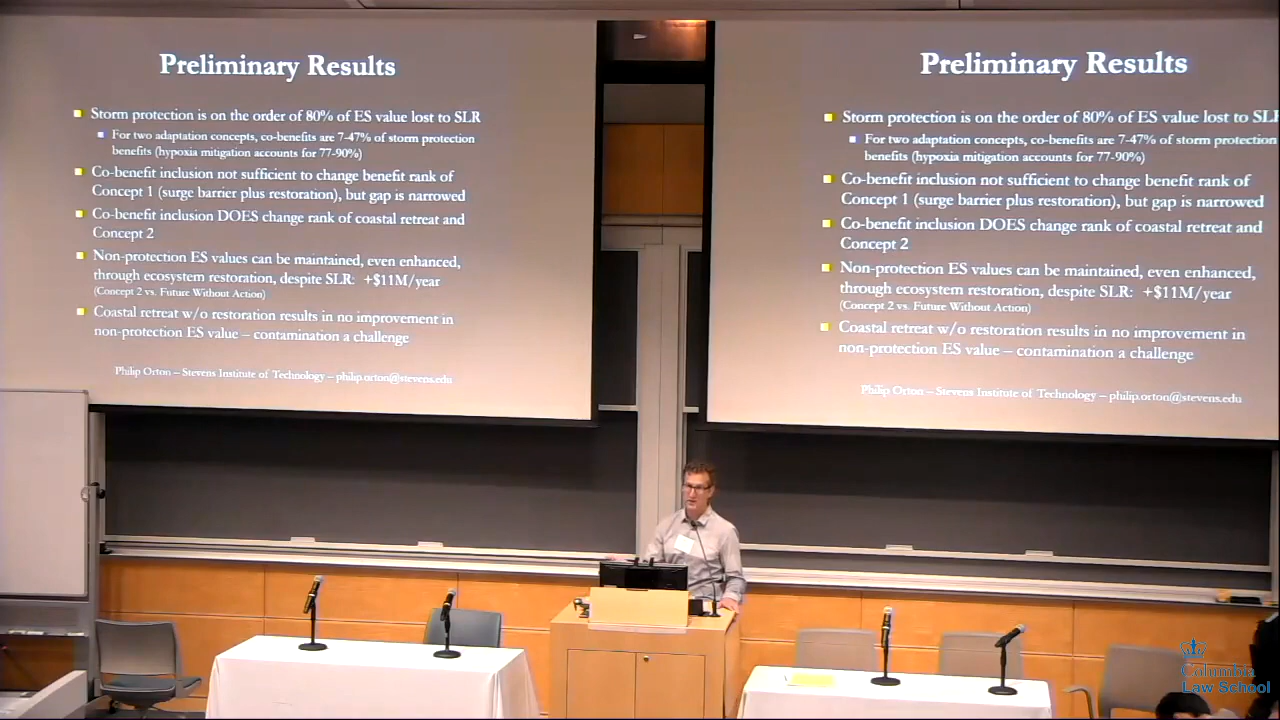 Preliminary Results
Storm protection is on the order of 80% of ES value lost to SLR
For two adaptation concepts, co-benefits are 7-47% of storm protection
benefits (hypoxia mitigation accounts for 77-90%)
Co-benefit inclusion not sufficient to change benefit rank of
Concept 1 (surge barrier plus restoration), but gap is narrowed
Co-benefit inclusion DOES change rank of coastal retreat and
Concept 2
Non-protection ES values can be maintained, even enhanced,
through ecosystem restoration, despite SLR: +$11M/year
(Concept 2 vs. Future Without Action)
Coastal retreat w/o restoration results in no improvement in
non-protection ES value – contamination a challenge
Philip Orton – Stevens Institute of Technology – philip.orton@stevens.edu
Preliminary Results
Storm protection is on the order of 80% of ES value lost to SLR
For two adaptation concepts, co-benefits are 7-47% of storm protection
benefits (hypoxia mitigation accounts for 77-90%)
Co-benefit inclusion not sufficient to change benefit rank of
Concept 1 (surge barrier plus restoration), but gap is narrowed
Co-benefit inclusion DOES change rank of coastal retreat and
Concept 2
Non-protection ES values can be maintained, even enhanced,
through ecosystem restoration, despite SLR: +$11M/year
(Concept 2 vs. Future Without Action)
Coastal retreat w/o restoration results in no improvement in
non-protection ES value – contamination a challenge
Philip Orton – Stevens Institute of Technology – philip.orton@stevens.edu
Columbia
Law School